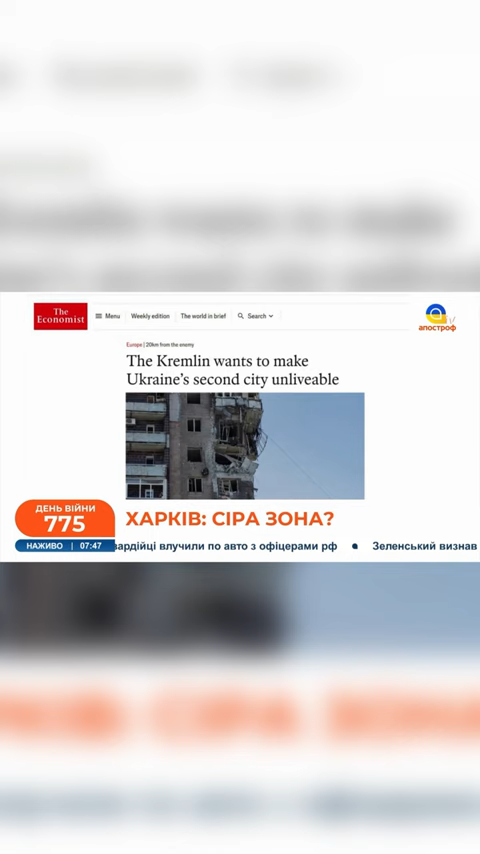 The
Economist
Menu
Weekly edition
The world in brief
Search
апостроф
Europe | 20km from the enemy
The Kremlin wants to make
Ukraine's second city unliveable
ДЕНЬ ВІЙНИ
775
ХАРКІВ: СІРА ЗОНА?
НАЖИВО | 07:47
влучили по авто з офіцерами рф • Зеленський визнав